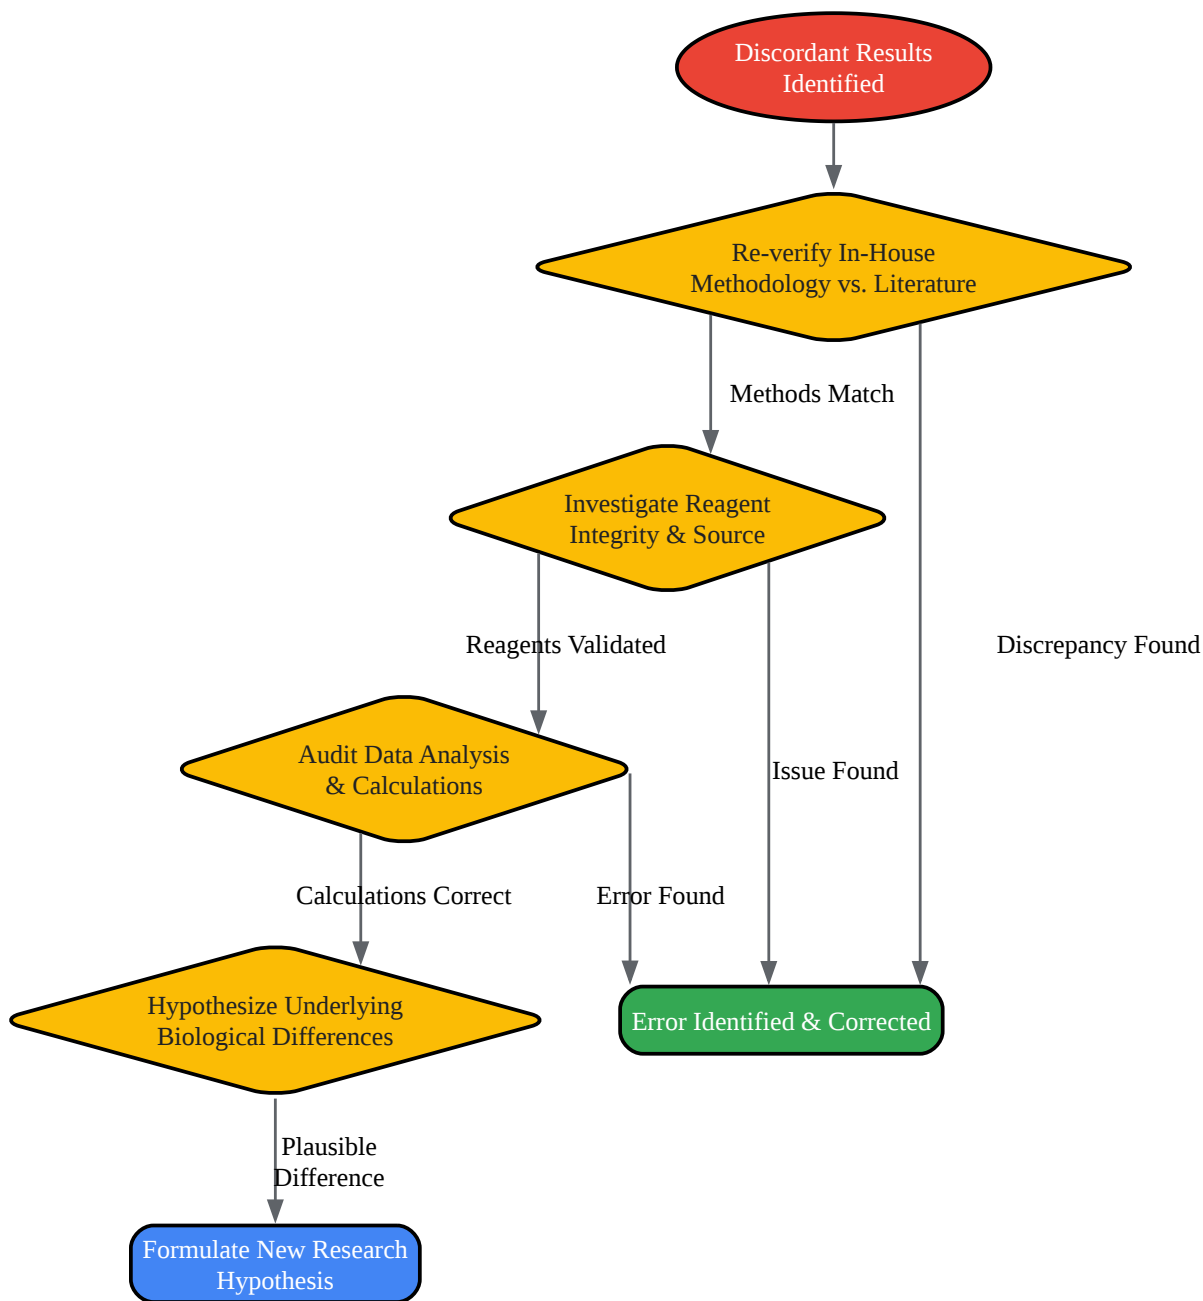 Discordant Results
Identified
Re-verify In-House
Methodology vs. Literature
Methods Match
Investigate Reagent
Integrity & Source
Reagents Validated
Discrepancy Found
Audit Data Analysis
& Calculations
Issue Found
Calculations Correct
Error Found
Hypothesize Underlying
Biological Differences
Error Identified & Corrected
Plausible
Difference
Formulate New Research
Hypothesis